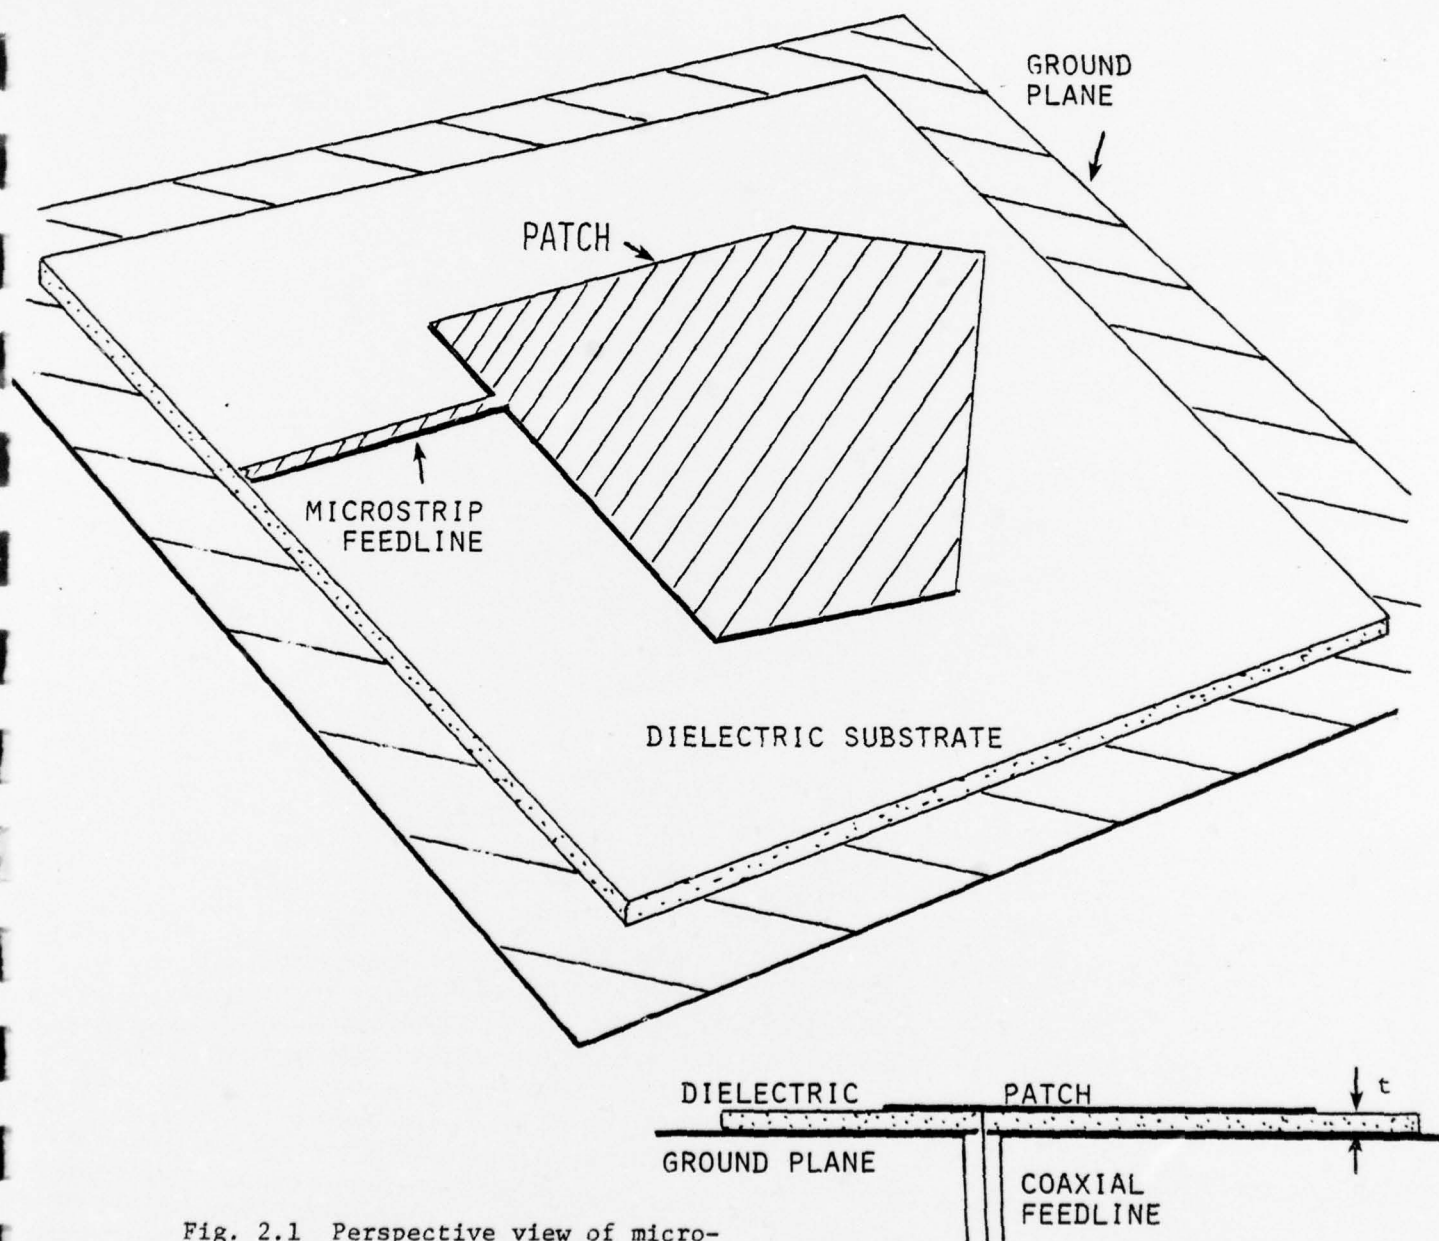 GROUND
PLANE
PATCH
MICROSTRIP
FEEDLINE
DIELECTRIC SUBSTRATE
DIELECTRIC
PATCH
t
GROUND PLANE
COAXIAL
FEEDLINE
Fig. 2.1 Perspective view of micro-